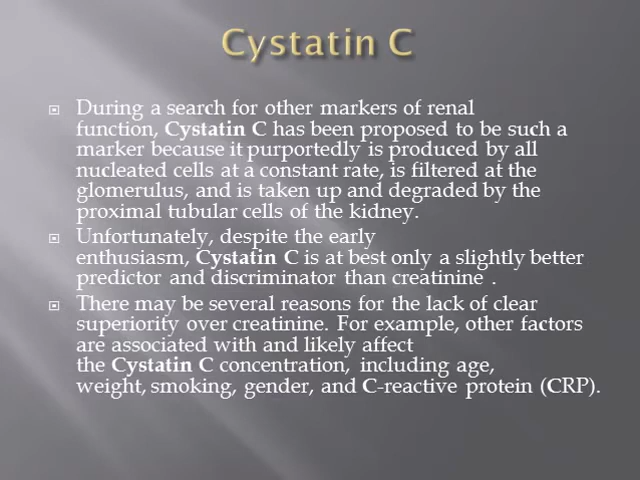 Cystatin C
During a search for other markers of renal
function, Cystatin C has been proposed to be such a
marker because it purportedly is produced by all
nucleated cells at a constant rate, is filtered at the
glomerulus, and is taken up and degraded by the
proximal tubular cells of the kidney.
Unfortunately, despite the early
enthusiasm, Cystatin C is at best only a slightly better
predictor and discriminator than creatinine .
There may be several reasons for the lack of clear
superiority over creatinine. For example, other factors
are associated with and likely affect
the Cystatin C concentration, including age,
weight, smoking, gender, and C-reactive protein (CRP).